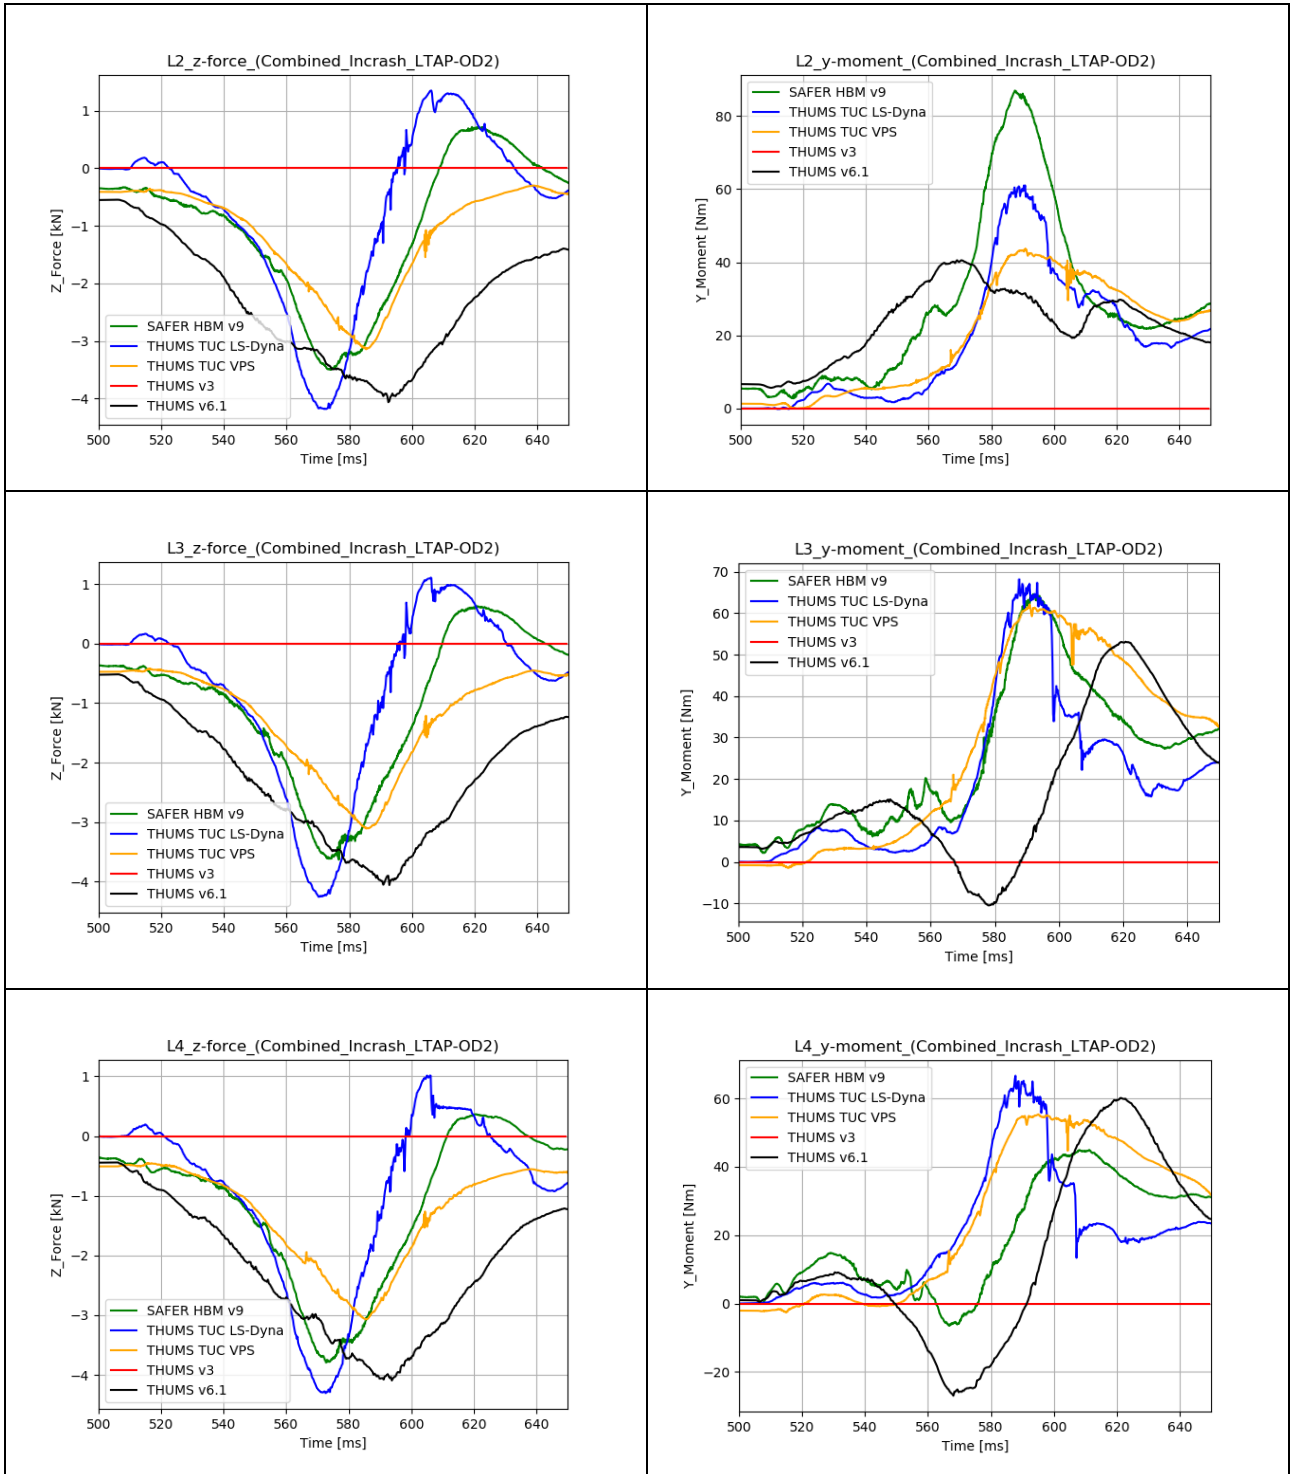 L2_z-force_(Combined_Incrash_LTAP-OD2)
1
0
−1
−2
−3
−4
Z_Force [kN]
SAFER HBM v9
THUMS TUC LS-Dyna
THUMS TUC VPS
THUMS v3
THUMS v6.1
500 520 540 560 580 600 620 640
Time [ms]
L2_y-moment_(Combined_Incrash_LTAP-OD2)
80
60
40
20
0
Y_Moment [Nm]
SAFER HBM v9
THUMS TUC LS-Dyna
THUMS TUC VPS
THUMS v3
THUMS v6.1
500 520 540 560 580 600 620 640
Time [ms]
L3_z-force_(Combined_Incrash_LTAP-OD2)
1
0
−1
−2
−3
−4
Z_Force [kN]
SAFER HBM v9
THUMS TUC LS-Dyna
THUMS TUC VPS
THUMS v3
THUMS v6.1
500 520 540 560 580 600 620 640
Time [ms]
L3_y-moment_(Combined_Incrash_LTAP-OD2)
70
60
50
40
30
20
10
0
−10
Y_Moment [Nm]
SAFER HBM v9
THUMS TUC LS-Dyna
THUMS TUC VPS
THUMS v3
THUMS v6.1
500 520 540 560 580 600 620 640
Time [ms]
L4_z-force_(Combined_Incrash_LTAP-OD2)
1
0
−1
−2
−3
−4
Z_Force [kN]
SAFER HBM v9
THUMS TUC LS-Dyna
THUMS TUC VPS
THUMS v3
THUMS v6.1
500 520 540 560 580 600 620 640
Time [ms]
L4_y-moment_(Combined_Incrash_LTAP-OD2)
60
40
20
0
−20
Y_Moment [Nm]
SAFER HBM v9
THUMS TUC LS-Dyna
THUMS TUC VPS
THUMS v3
THUMS v6.1
500 520 540 560 580 600 620 640
Time [ms]